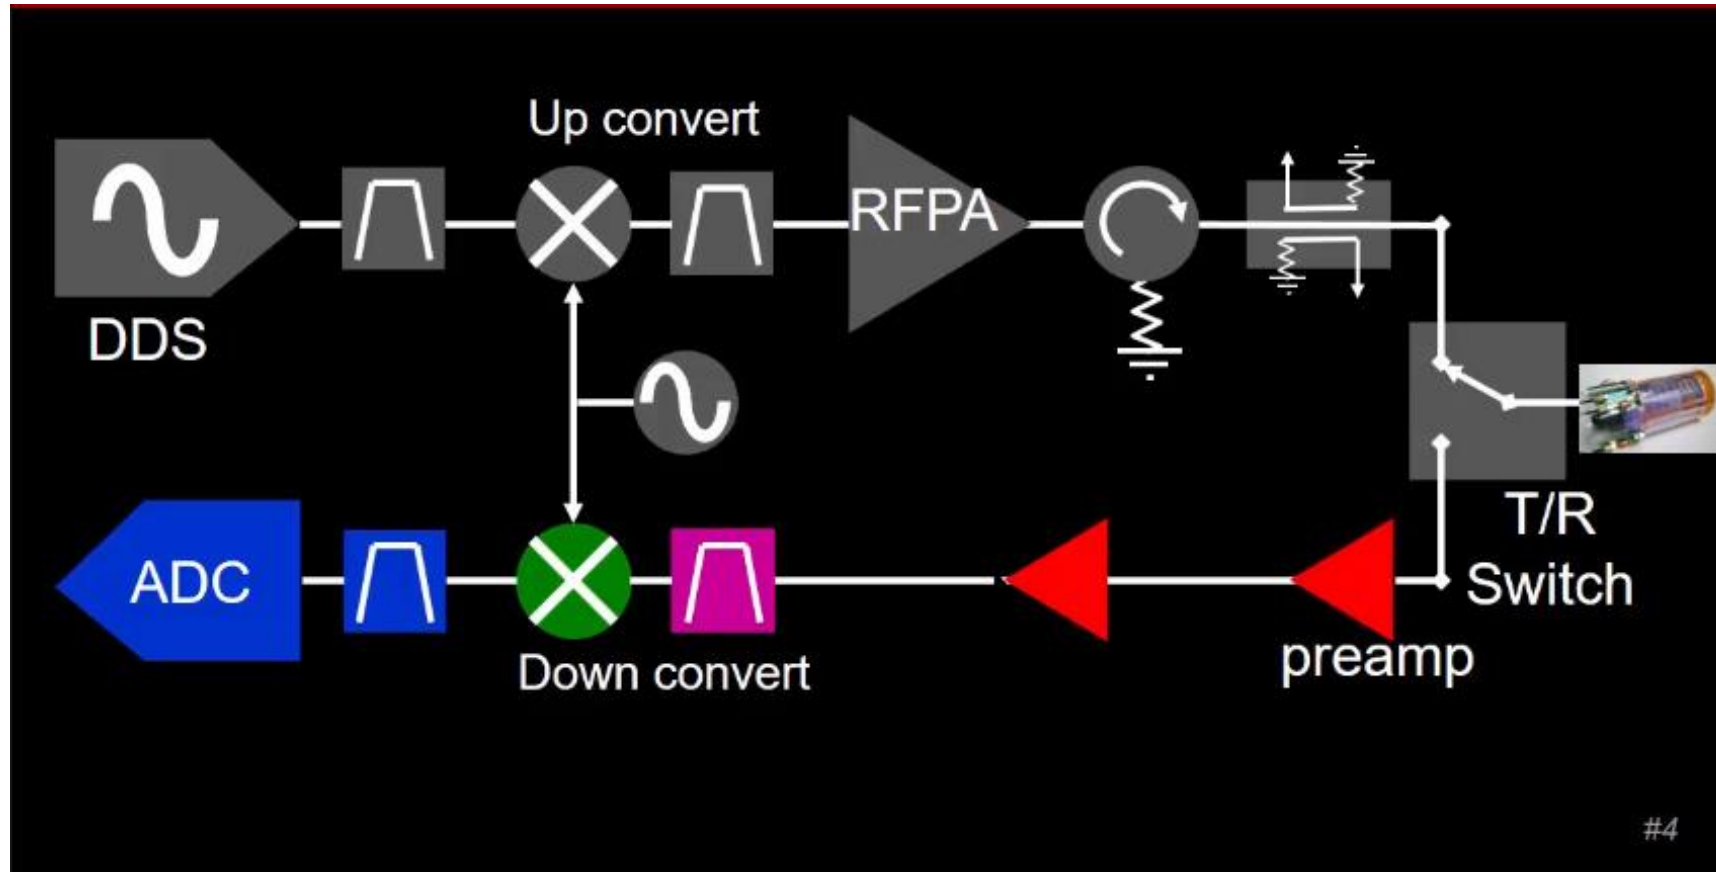 Up convert
RFPA
DDS
T/R
Switch
ADC
preamp
Down convert
#4